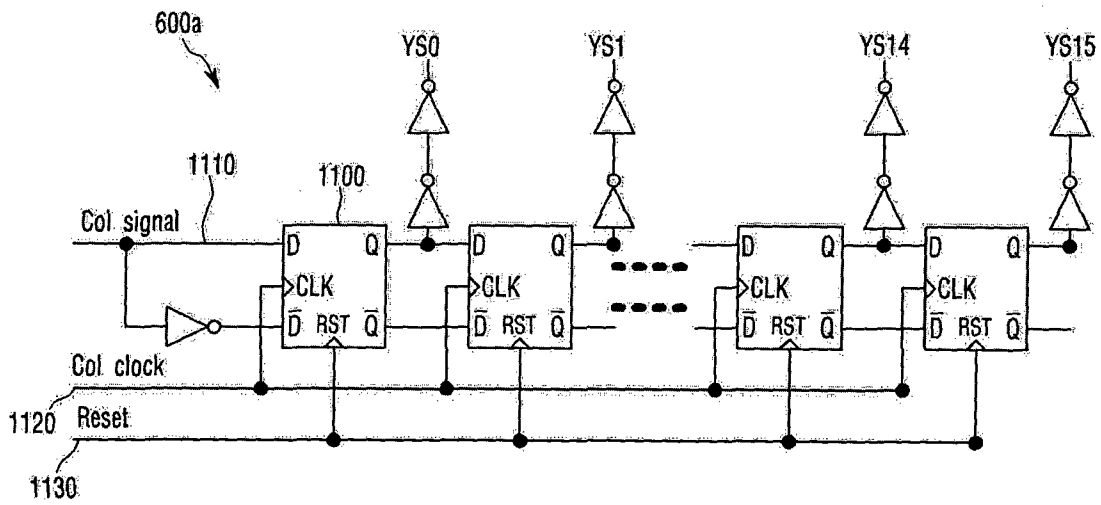 600a
YS0 YS1 YS14 YS15
1110 1100
Col signal
D Q D Q D Q D Q
CLK CLK CLK CLK
D̅ RST Q̅ D̅ RST Q̅ D̅ RST Q̅ D̅ RST Q̅
Col clock
1120 Reset
1130